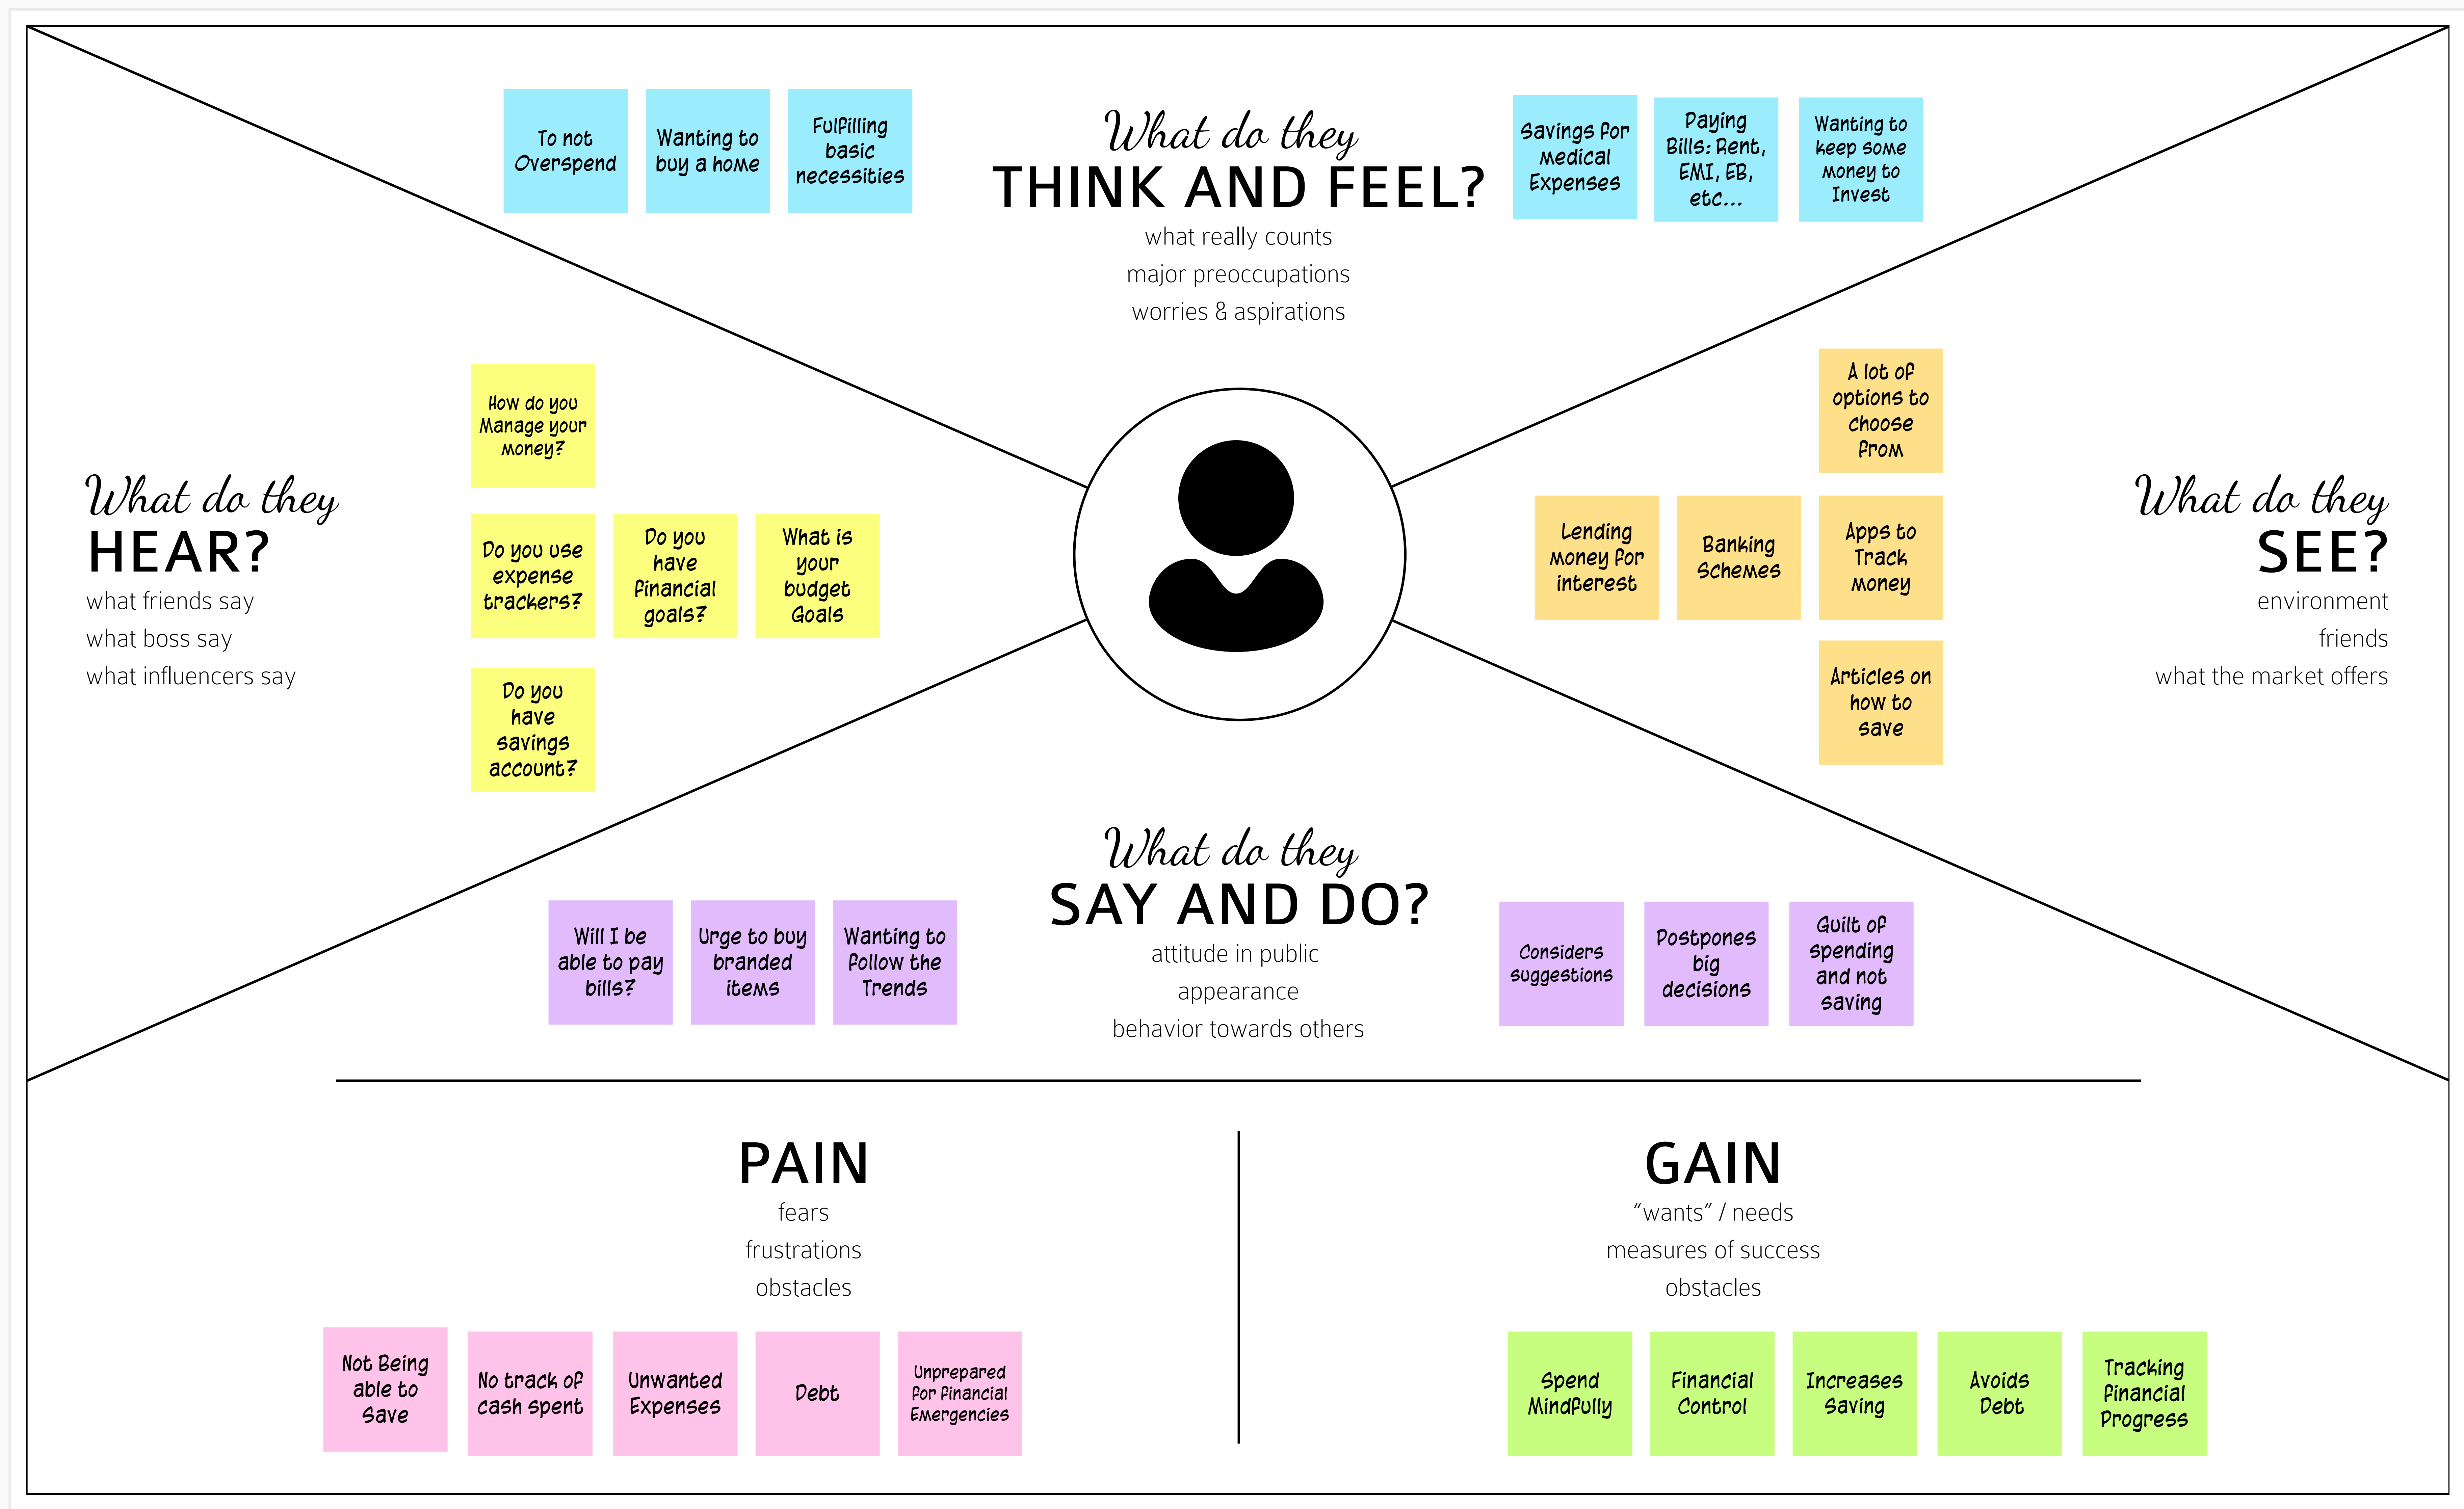 To not
Overspend
Wanting to
buy a home
Fulfilling
basic
necessities
What do they
THINK AND FEEL?
what really counts
major preoccupations
worries & aspirations
Savings for
Medical
Expenses
Paying
Bills: Rent,
EMI, EB,
etc...
Wanting to
keep some
money to
Invest
What do they
HEAR?
what friends say
what boss say
what influencers say
How do you
Manage your
money?
Do you use
expense
trackers?
Do you
have
financial
goals?
What is
your
budget
Goals
Do you
have
savings
account?
A lot of
options to
choose
from
Lending
money for
interest
Banking
Schemes
Apps to
Track
money
Articles on
how to
save
What do they
SEE?
environment
friends
what the market offers
What do they
SAY AND DO?
attitude in public
appearance
behavior towards others
Will I be
able to pay
bills?
Urge to buy
branded
items
Wanting to
follow the
Trends
Considers
suggestions
Postpones
big
decisions
Guilt of
spending
and not
saving
PAIN
fears
frustrations
obstacles
Not Being
able to
Save
No track of
cash spent
Unwanted
Expenses
Debt
Unprepared
for financial
Emergencies
GAIN
“wants” / needs
measures of success
obstacles
Spend
Mindfully
Financial
Control
Increases
Saving
Avoids
Debt
Tracking
financial
Progress